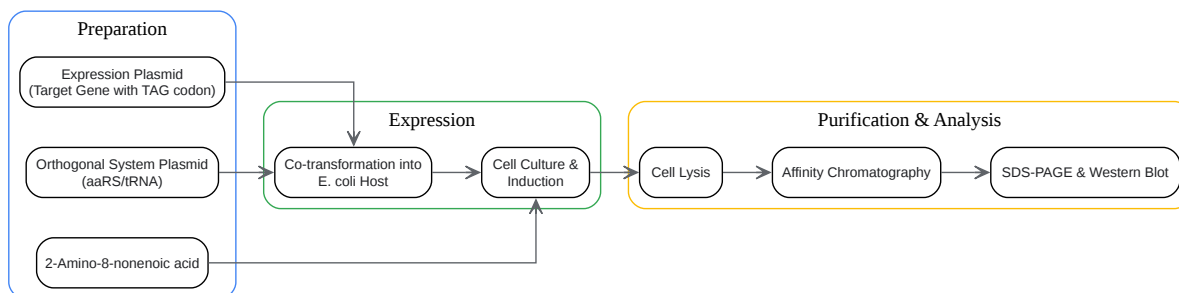 Preparation
Expression Plasmid
(Target Gene with TAG codon)
Orthogonal System Plasmid
(aaRS/tRNA)
2-Amino-8-nonenoic acid
Expression
Co-transformation into
E. coli Host
Cell Culture &
Induction
Purification & Analysis
Cell Lysis
Affinity Chromatography
SDS-PAGE & Western Blot